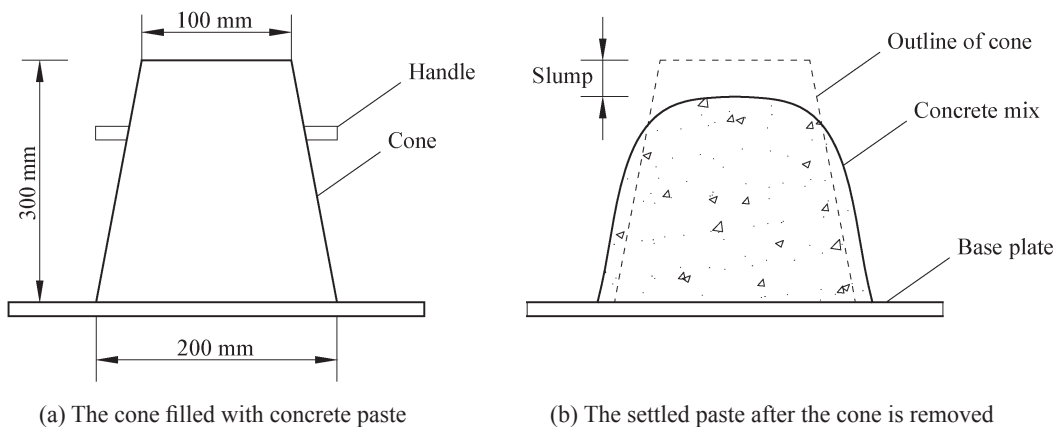 100 mm
Handle
Cone
300 mm
200 mm
(a) The cone filled with concrete paste
Slump
Outline of cone
Concrete mix
Base plate
(b) The settled paste after the cone is removed